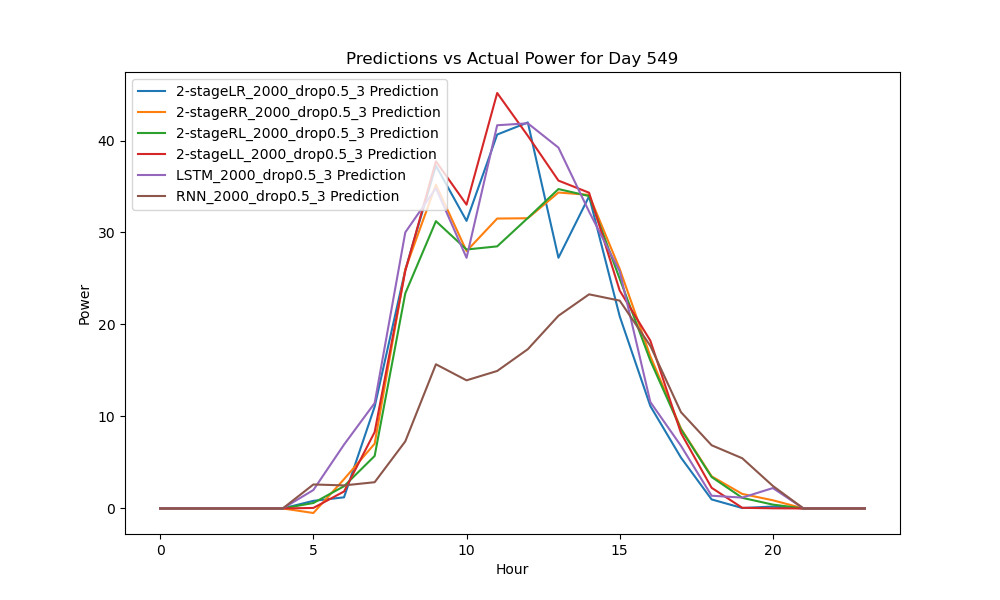 Predictions vs Actual Power for Day 549
2-stageLR_2000_drop0.5_3 Prediction
2-stageRR_2000_drop0.5_3 Prediction
2-stageRL_2000_drop0.5_3 Prediction
2-stageLL_2000_drop0.5_3 Prediction
LSTM_2000_drop0.5_3 Prediction
RNN_2000_drop0.5_3 Prediction
Power
40
30
20
10
0
0 5 10 15 20
Hour